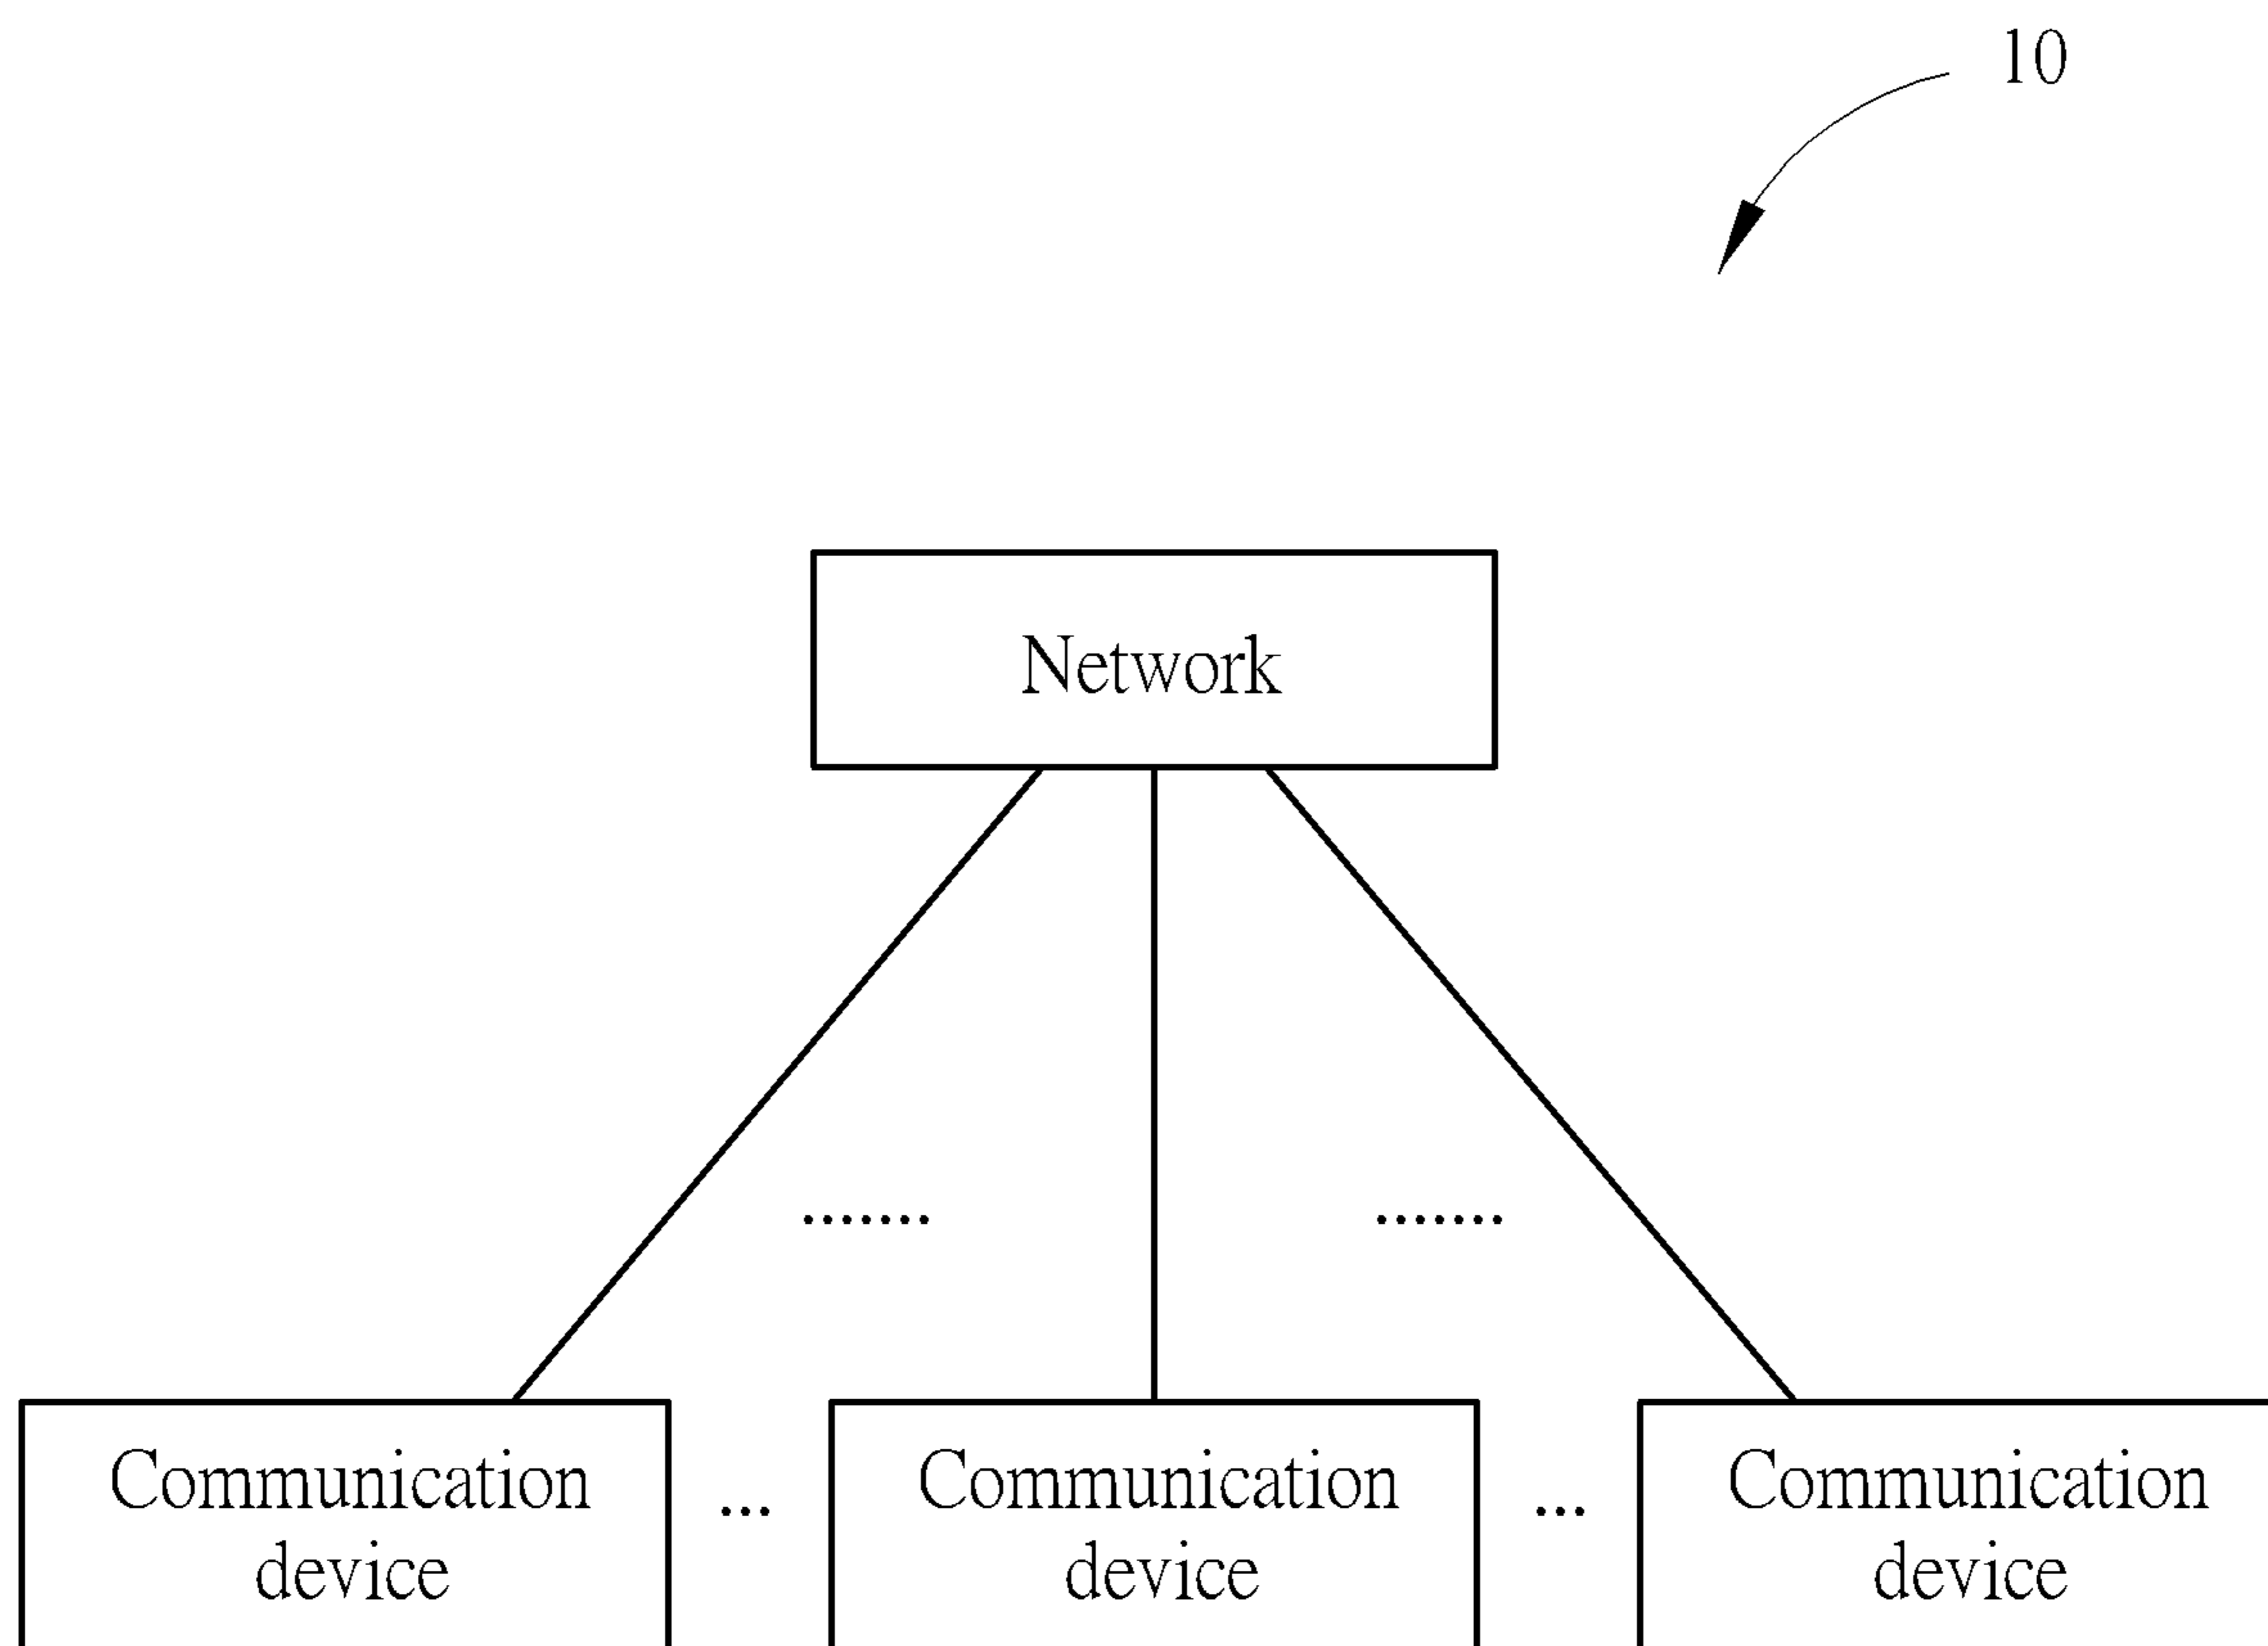 10
Network
.......
.......
Communication
device
...
Communication
device
...
Communication
device